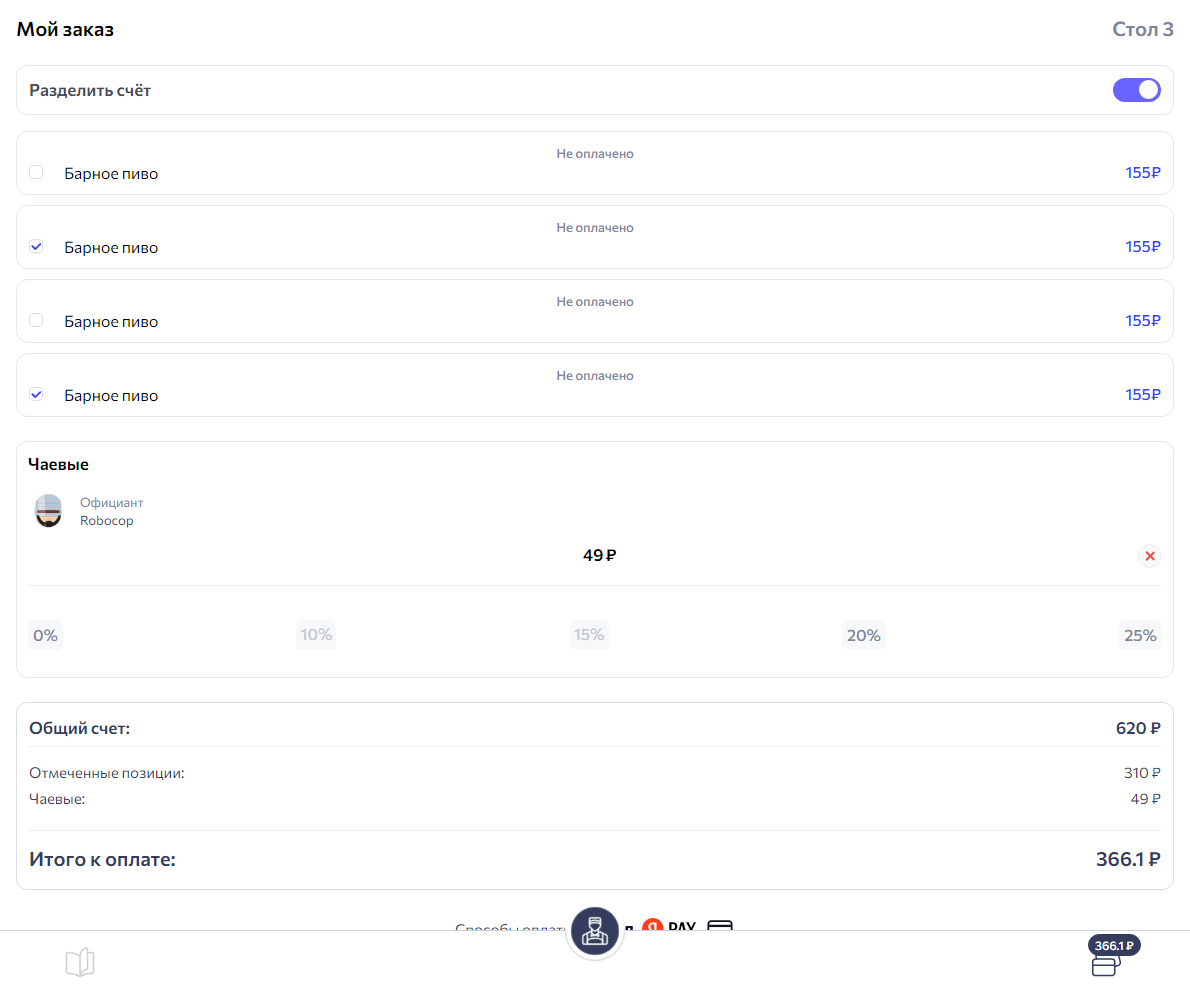 Мой заказ
Стол 3
Разделить счёт
Не оплачено
Барное пиво
155₽
Не оплачено
Барное пиво
155₽
Не оплачено
Барное пиво
155₽
Не оплачено
Барное пиво
155₽
Чаевые
Официант
Robocop
49 ₽
0%
10%
15%
20%
25%
Общий счет:
620 ₽
Отмеченные позиции:
310 ₽
Чаевые:
49 ₽
Итого к оплате:
366.1 ₽
Способы
PAY
366.1 ₽